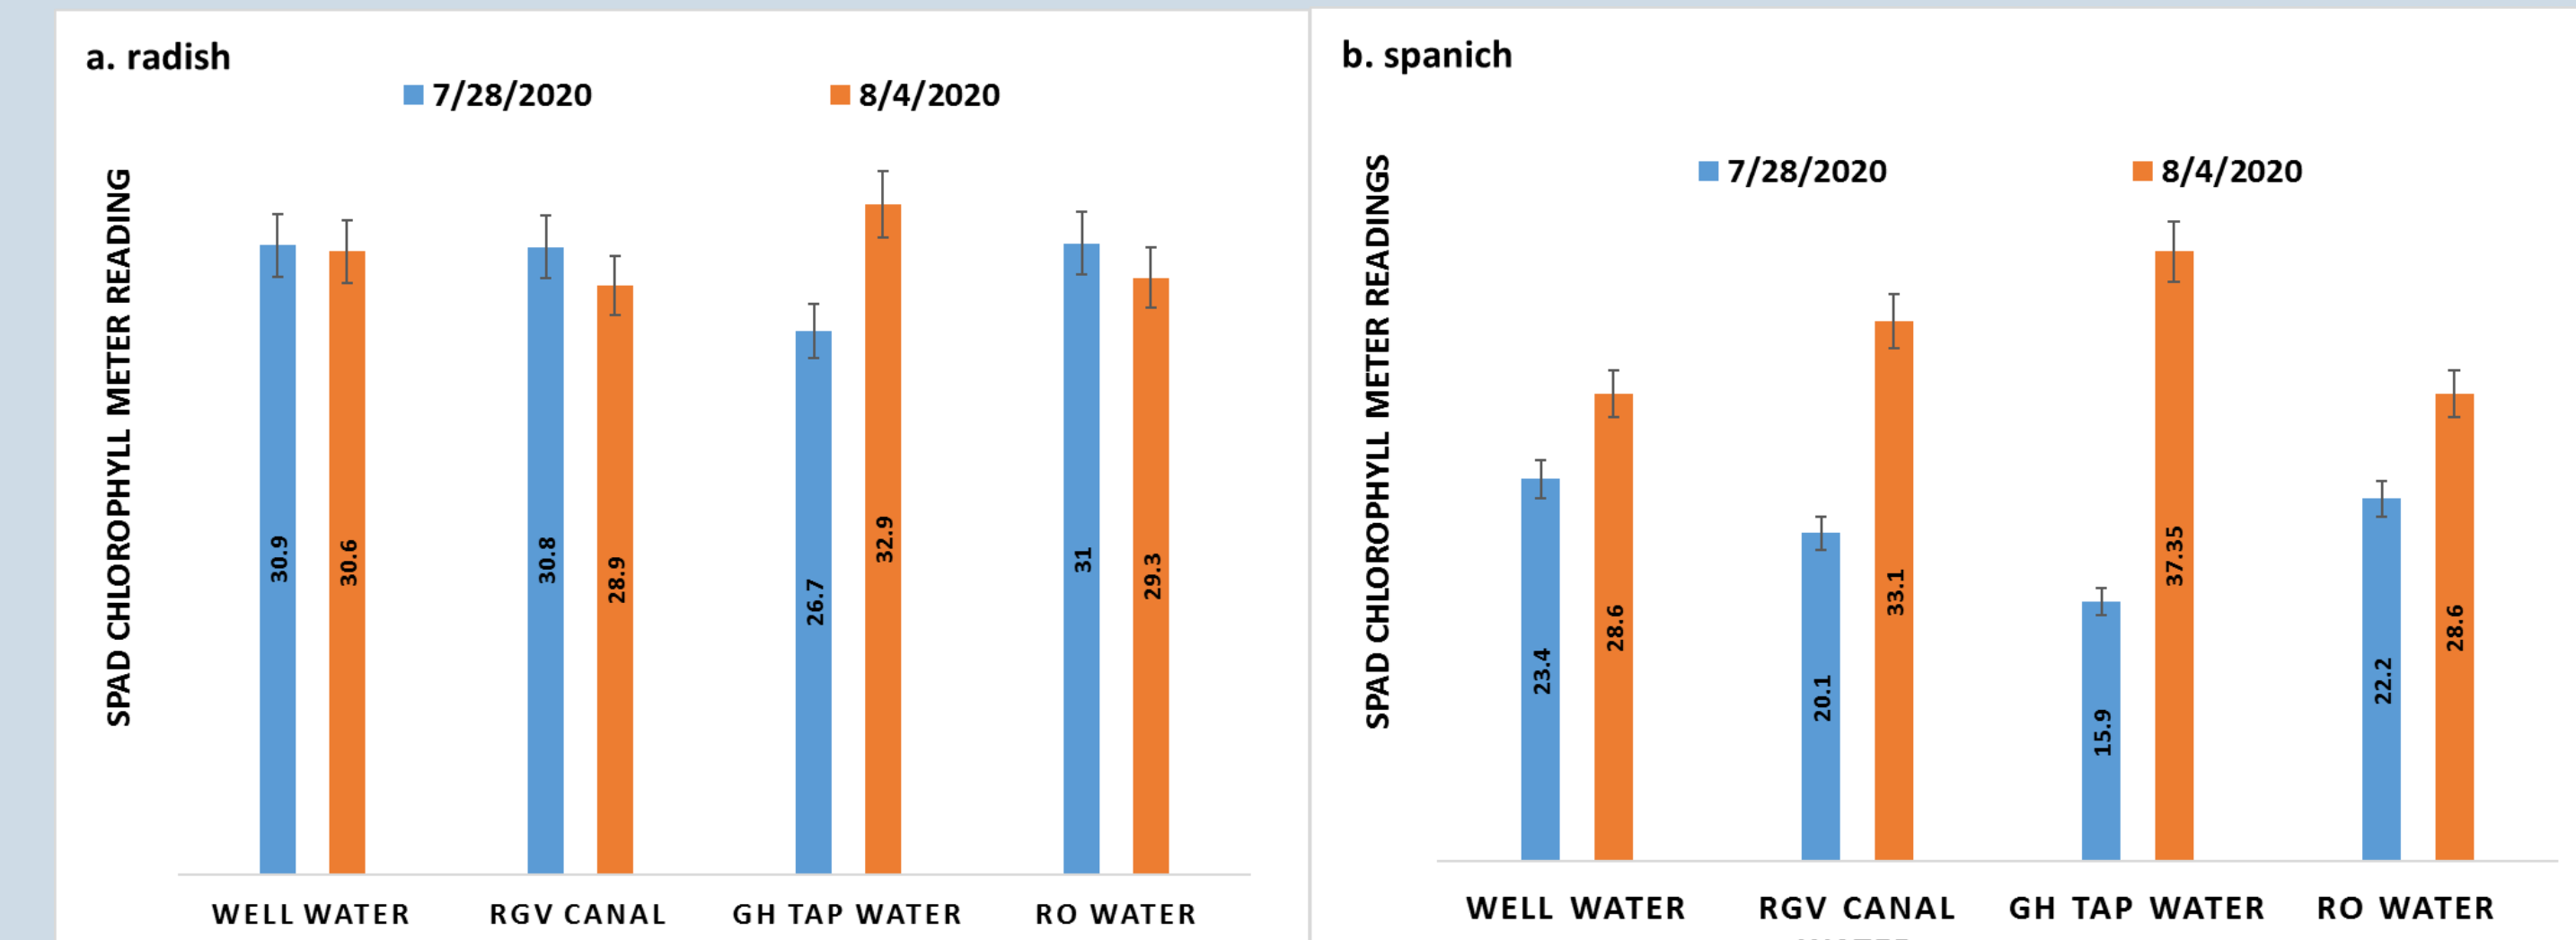 a. radish
7/28/2020 8/4/2020
SPAD CHLOROPHYLL METER READING
30.9 30.6 30.8 28.9 26.7 32.9 31 29.3
WELL WATER RGV CANAL GH TAP WATER RO WATER
b. spanich
7/28/2020 8/4/2020
SPAD CHLOROPHYLL METER READINGS
23.4 28.6 20.1 33.1 15.9 37.35 22.2 28.6
WELL WATER RGV CANAL GH TAP WATER RO WATER